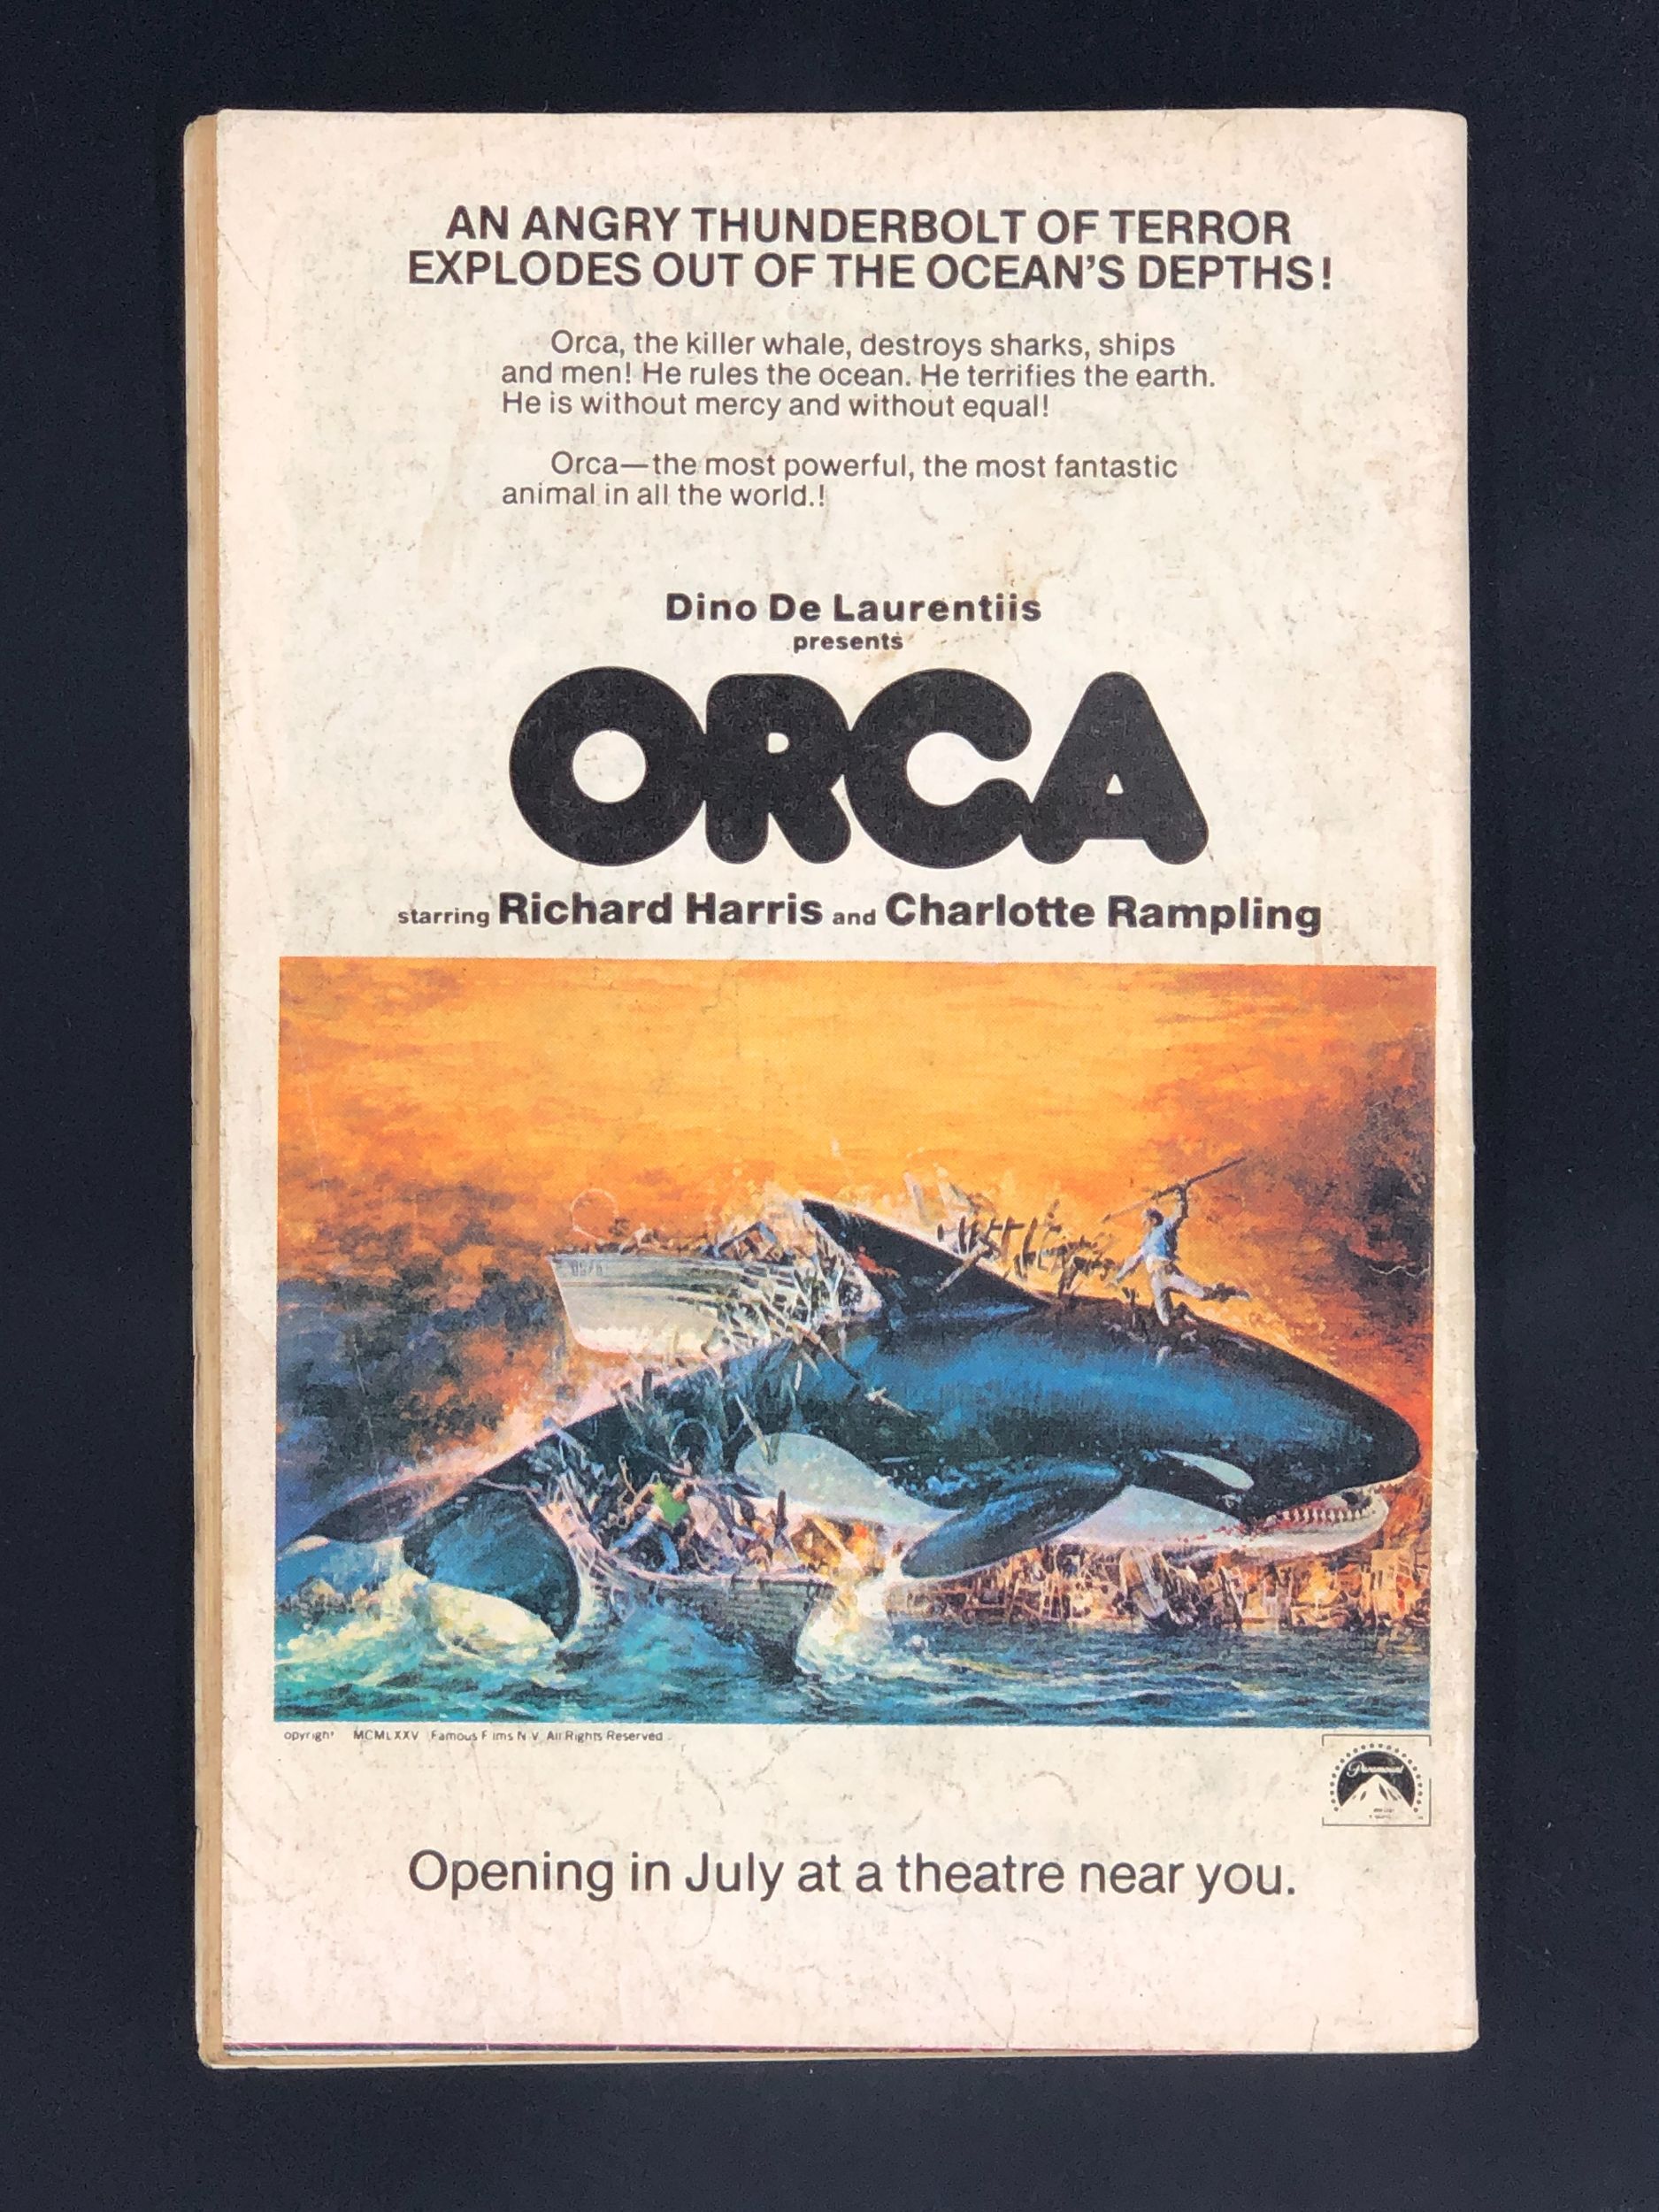 AN ANGRY THUNDERBOLT OF TERROR
EXPLODES OUT OF THE OCEAN'S DEPTHS!
Orca, the killer whale, destroys sharks, ships
and men! He rules the ocean. He terrifies the earth.
He is without mercy and without equal!
Orca—the most powerful, the most fantastic
animal in all the world.!
Dino De Laurentiis
presents
ORCA
starring Richard Harris and Charlotte Rampling
opyright MCMLXXV Famous F ims N V All Rights Reserved
Paramount
Opening in July at a theatre near you.